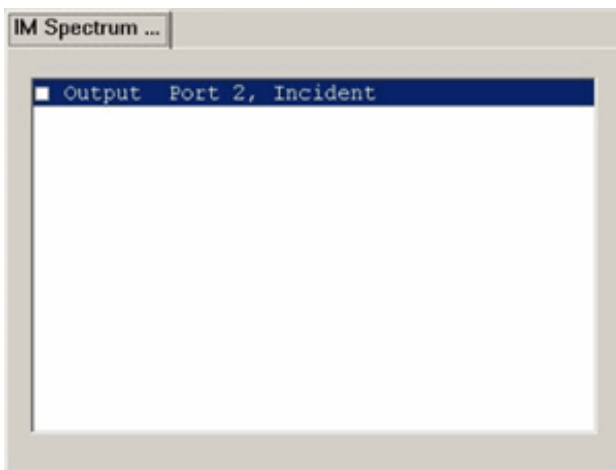 IM Spectrum ...
Output  Port 2, Incident